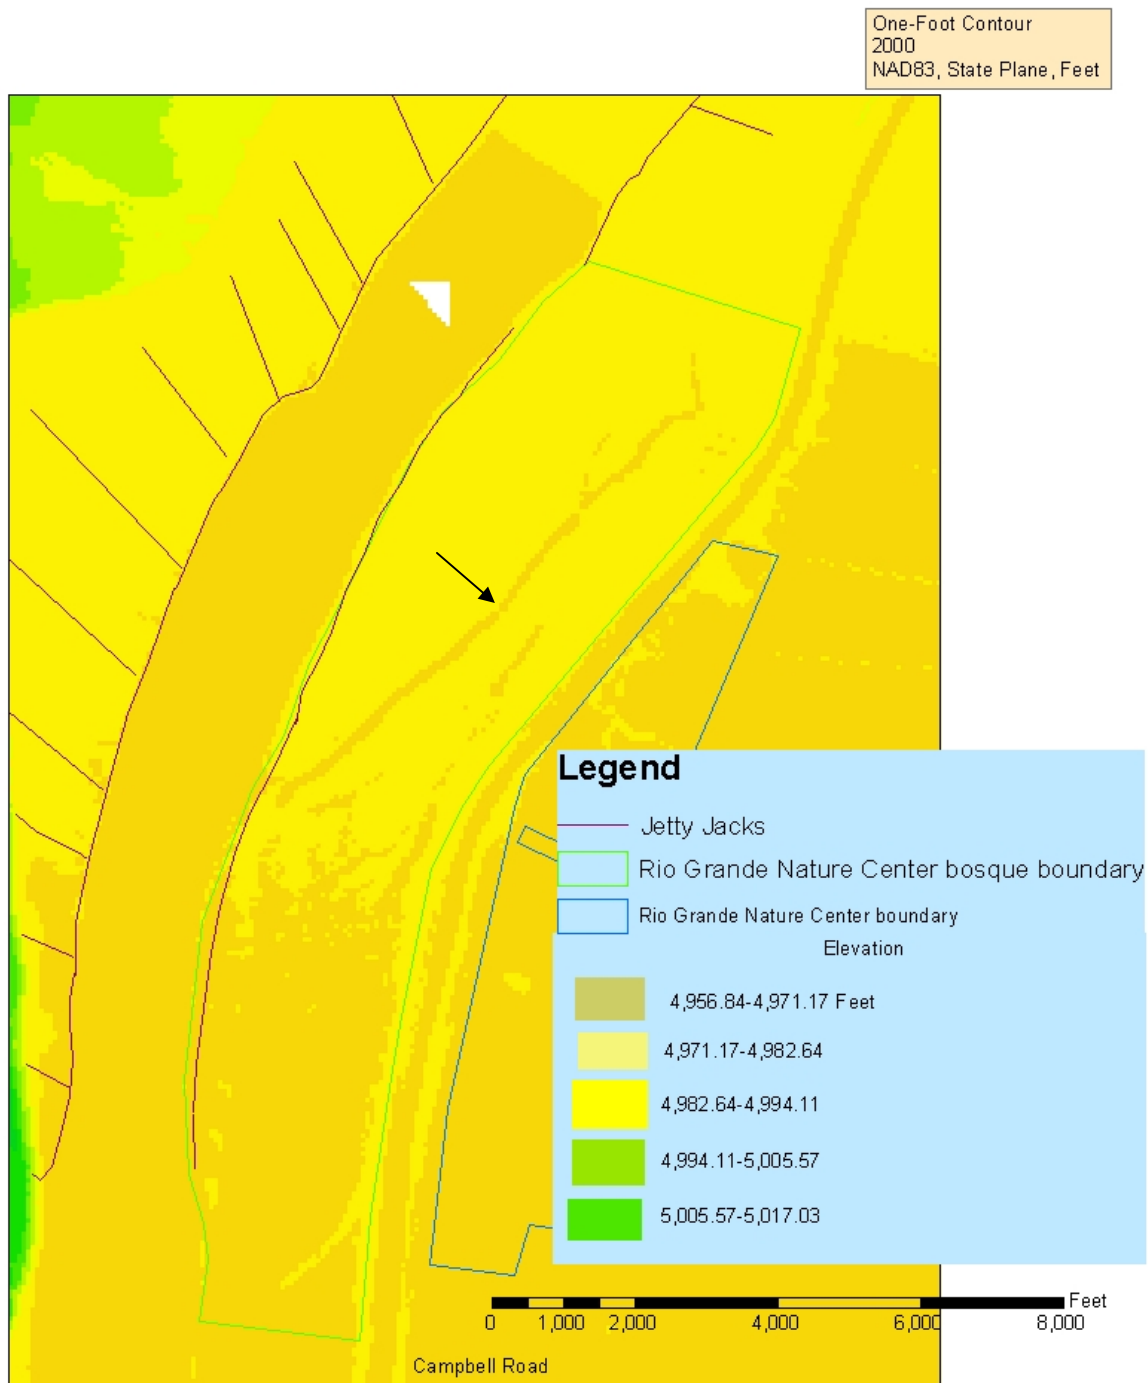 One-Foot Contour
2000
NAD83, State Plane, Feet
Legend
Jetty Jacks
Rio Grande Nature Center bosque boundary
Rio Grande Nature Center boundary
Elevation
4,956.84-4,971.17 Feet
4,971.17-4,982.64
4,982.64-4,994.11
4,994.11-5,005.57
5,005.57-5,017.03
Feet
0 1,000 2,000 4,000 6,000 8,000
Campbell Road